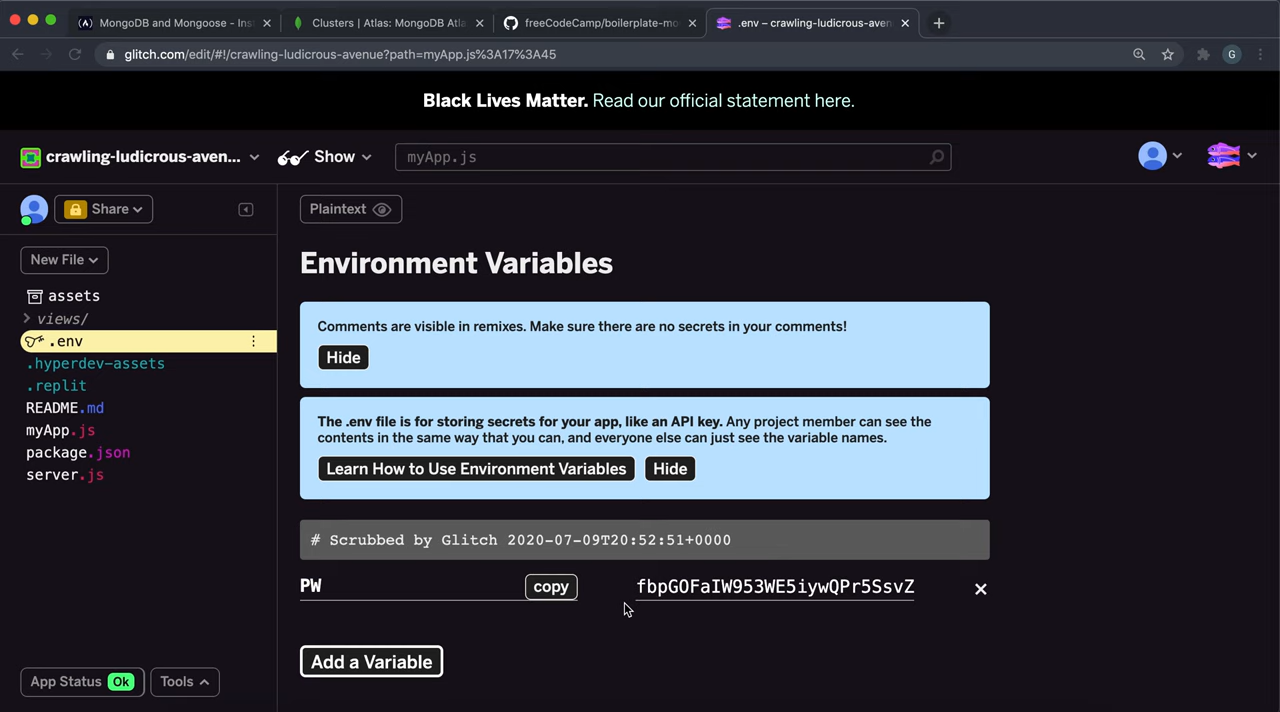 MongoDB and Mongoose - Ins
Clusters | Atlas: MongoDB Atla
freeCodeCamp/boilerplate-mo
.env – crawling-ludicrous-aven
glitch.com/edit/#!/crawling-ludicrous-avenue?path=myApp.js%3A17%3A45
G
Black Lives Matter. Read our official statement here.
crawling-ludicrous-aven...
Show
myApp.js
Share
Plaintext
New File
Environment Variables
assets
views/
.env
.hyperdev-assets
.replit
README.md
myApp.js
package.json
server.js
Comments are visible in remixes. Make sure there are no secrets in your comments!
Hide
The .env file is for storing secrets for your app, like an API key. Any project member can see the
contents in the same way that you can, and everyone else can just see the variable names.
Learn How to Use Environment Variables
Hide
# Scrubbed by Glitch 2020-07-09T20:52:51+0000
PW
copy
fbpGOFaIW953WE5iywQPr5SsvZ
Add a Variable
App Status Ok
Tools